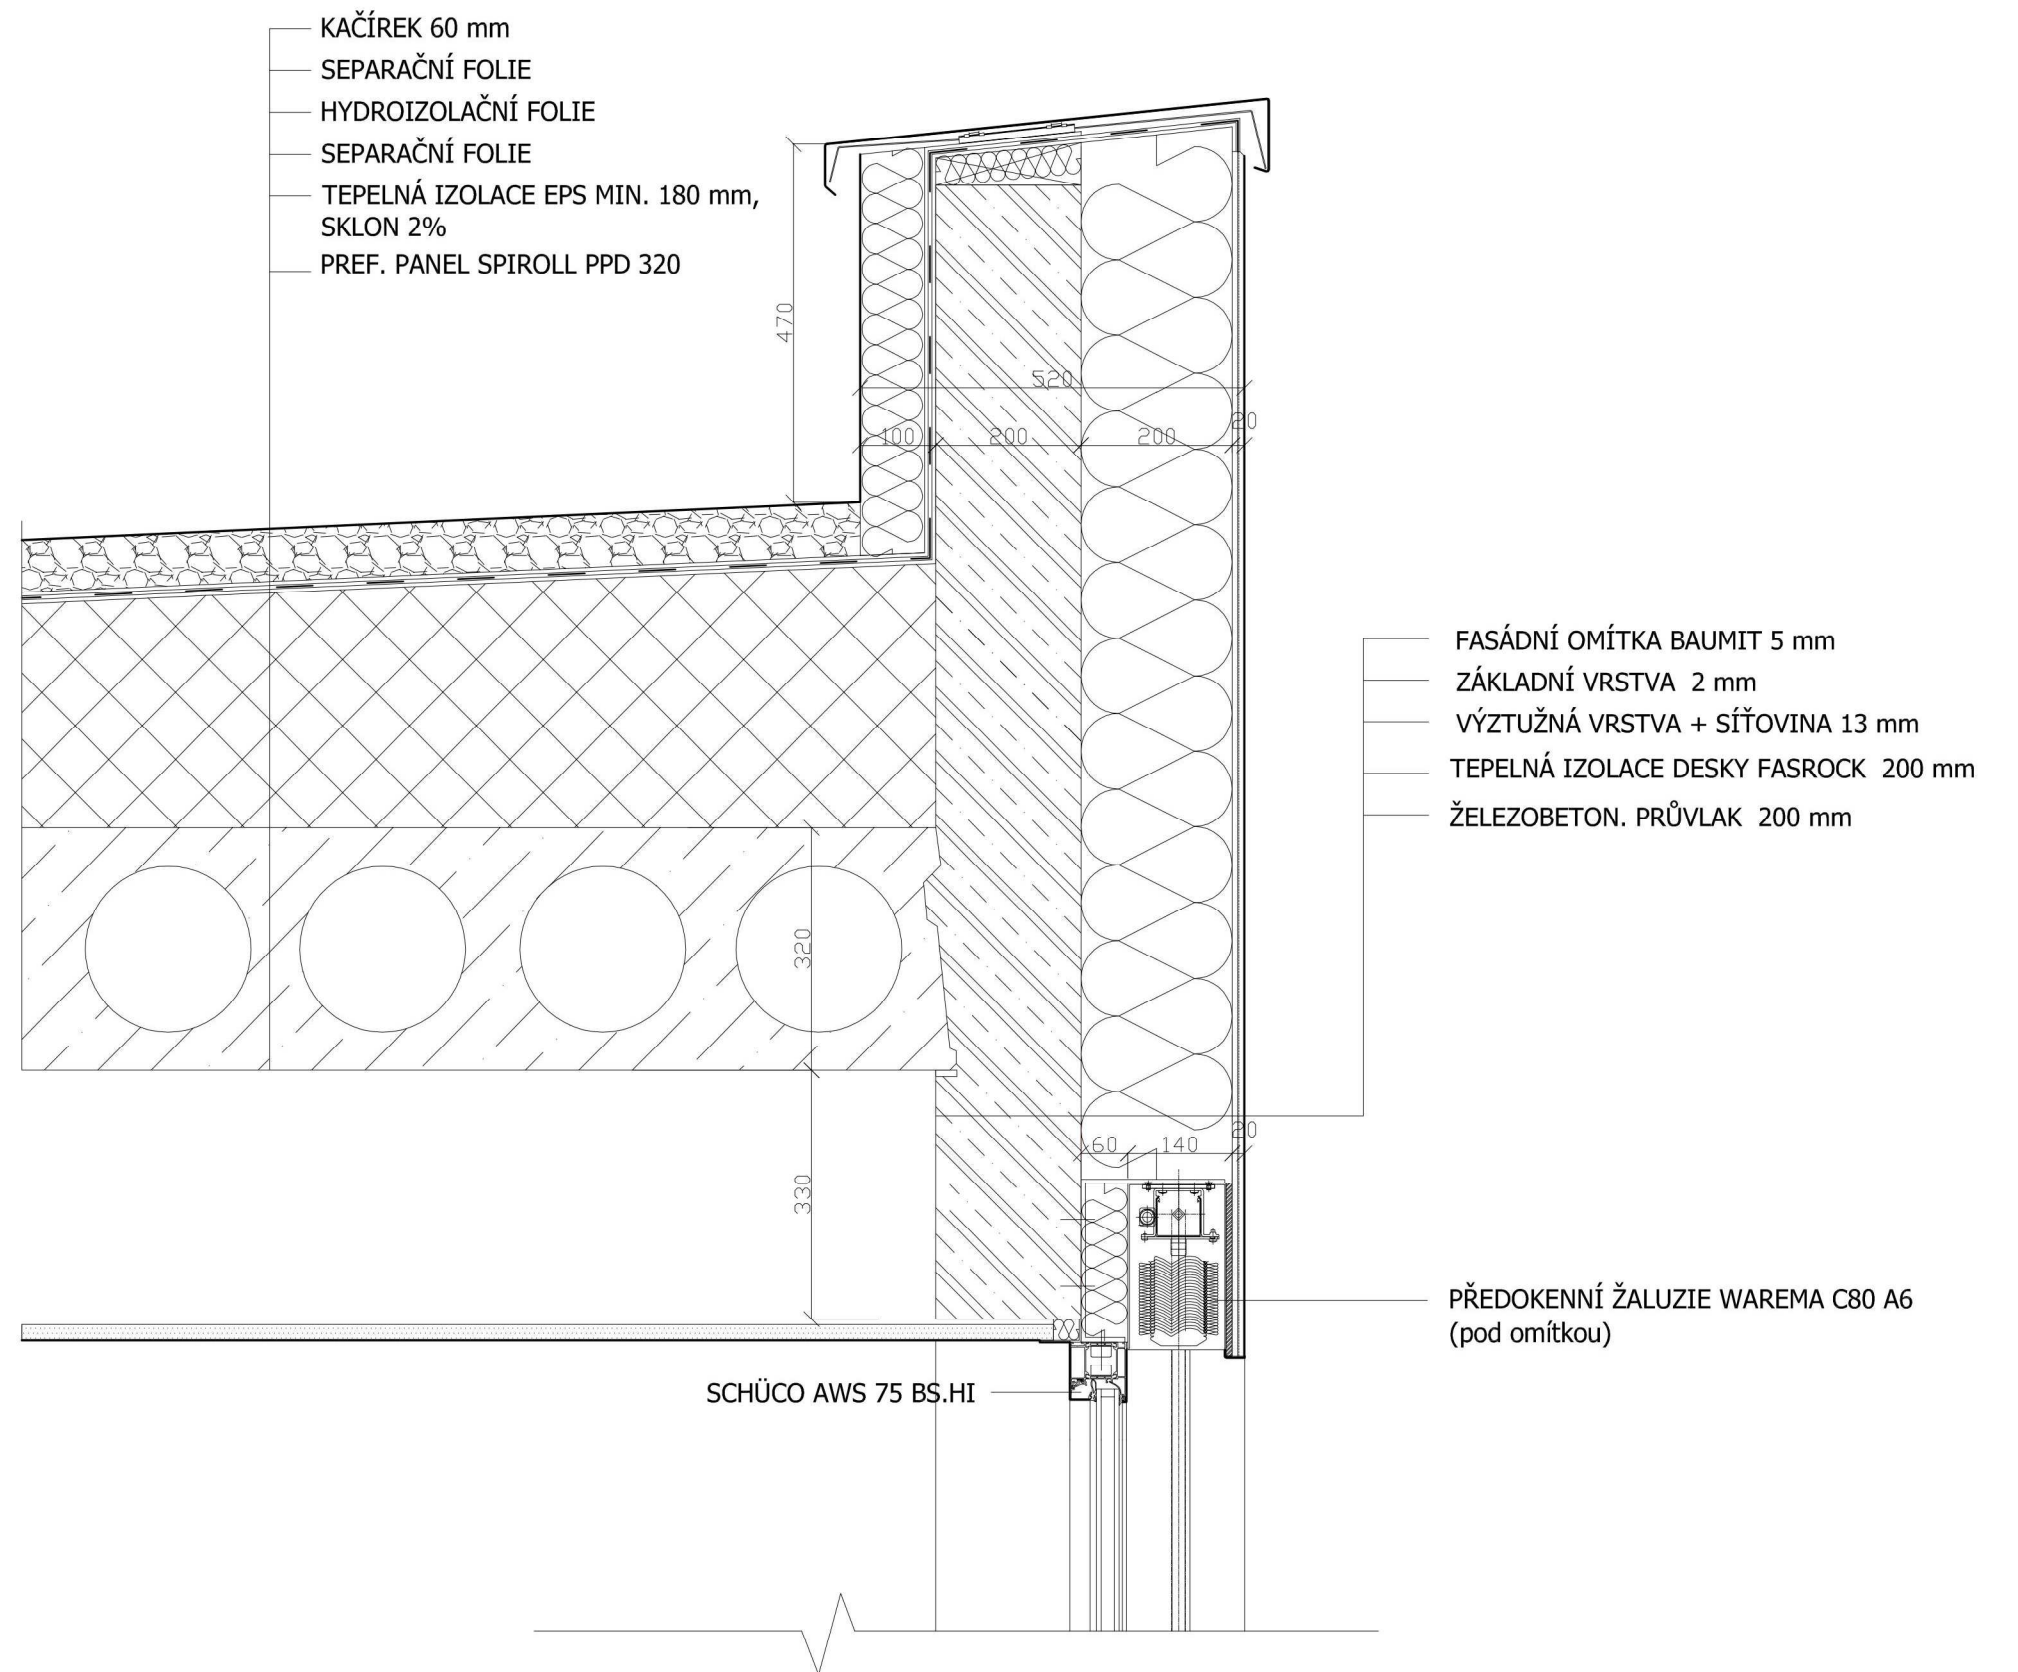 KAČÍREK 60 mm
SEPARAČNÍ FOLIE
HYDROIZOLAČNÍ FOLIE
SEPARAČNÍ FOLIE
TEPELNÁ IZOLACE EPS MIN. 180 mm,
SKLON 2%
PREF. PANEL SPIROLL PPD 320
470
520
20
100 200 200
FASÁDNÍ OMÍTKA BAUMIT 5 mm
ZÁKLADNÍ VRSTVA 2 mm
VÝZTUŽNÁ VRSTVA + SÍŤOVINA 13 mm
TEPELNÁ IZOLACE DESKY FASROCK 200 mm
ŽELEZOBETON. PRŮVLAK 200 mm
320
20
60 140
330
PŘEDOKENNÍ ŽALUZIE WAREMA C80 A6
(pod omítkou)
SCHÜCO AWS 75 BS.HI